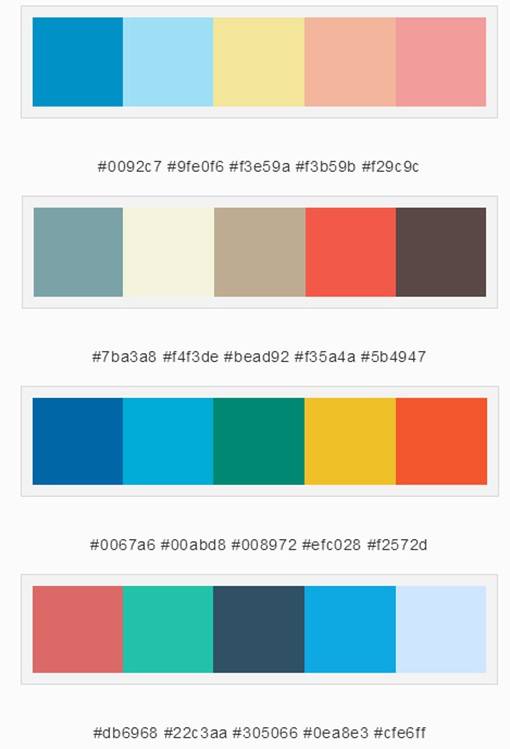 #0092c7 #9fe0f6 #f3e59a #f3b59b #f29c9c
#7ba3a8 #f4f3de #bead92 #f35a4a #5b4947
#0067a6 #00abd8 #008972 #efc028 #f2572d
#db6968 #22c3aa #305066 #0ea8e3 #cfe6ff